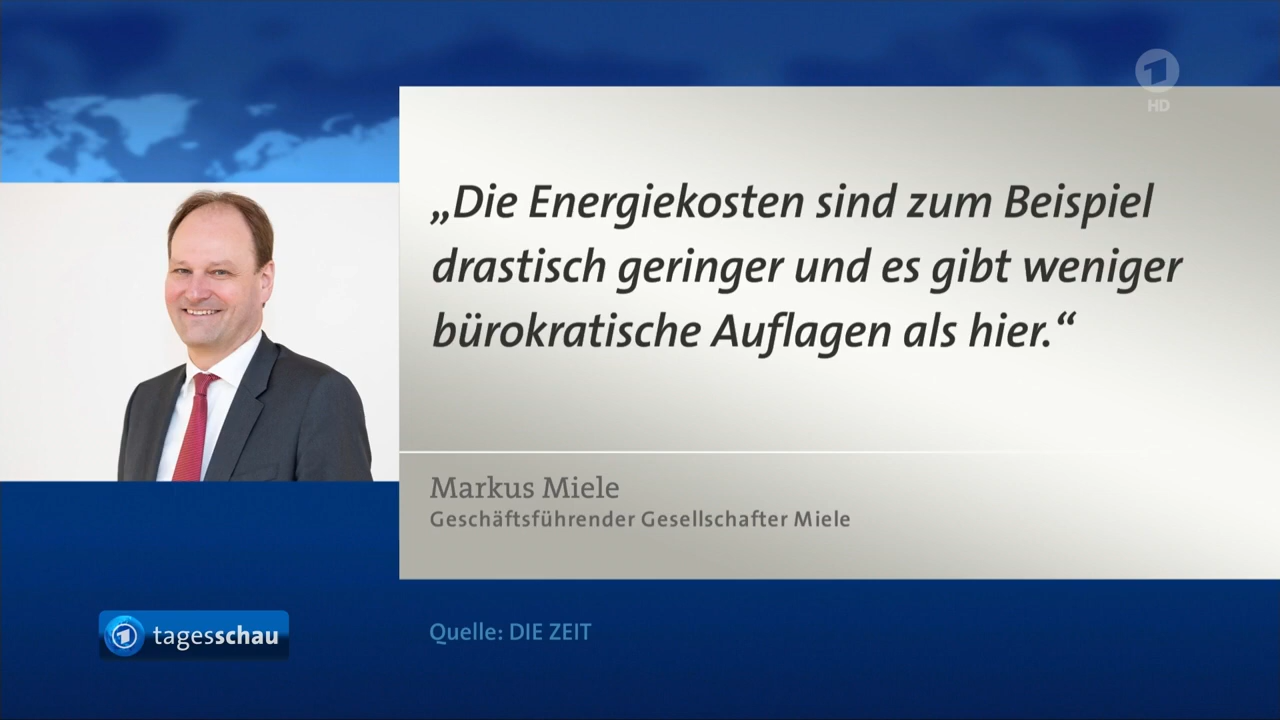 HD
„Die Energiekosten sind zum Beispiel
drastisch geringer und es gibt weniger
bürokratische Auflagen als hier.“
Markus Miele
Geschäftsführender Gesellschafter Miele
1 tagesschau
Quelle: DIE ZEIT